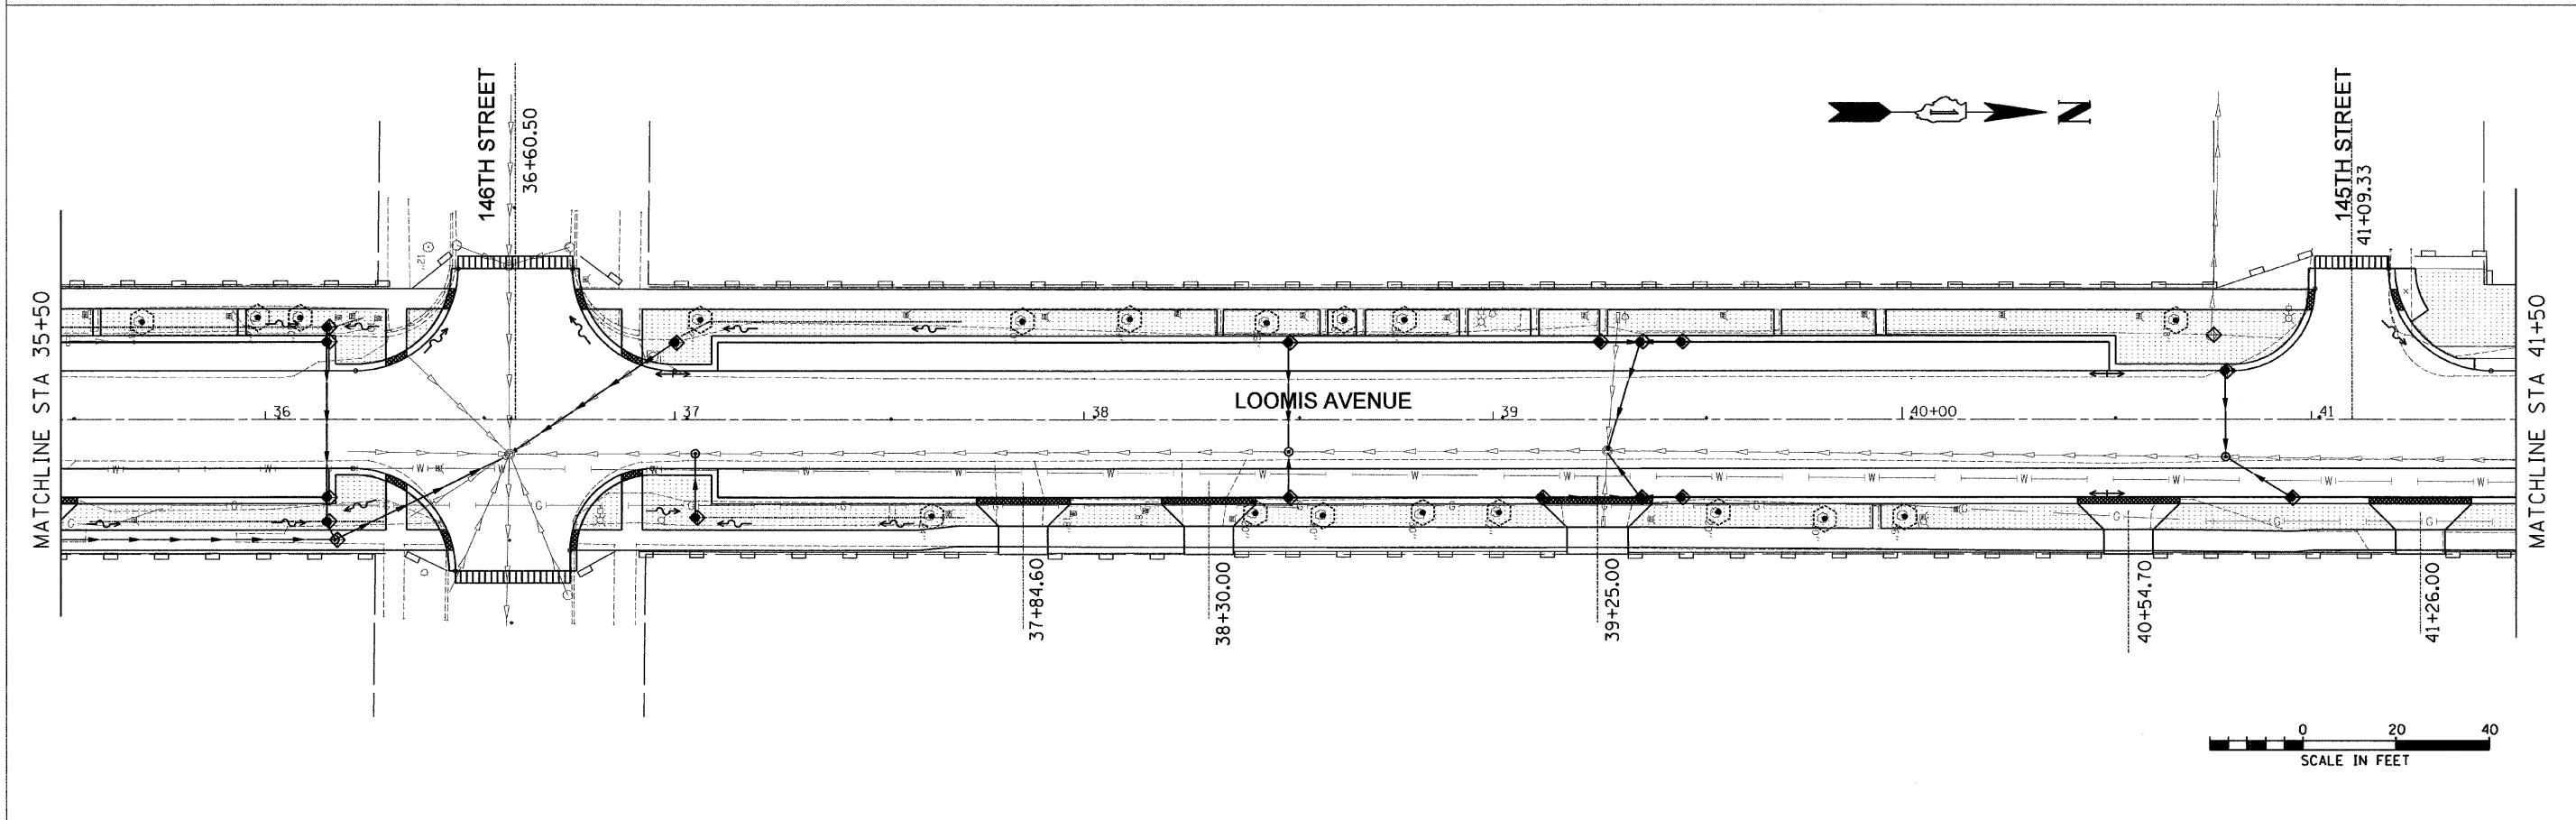 146TH STREET
36+60.50
N
145TH STREET
41+09.33
MATCHLINE STA 35+50
MATCHLINE STA 41+50
12"
LOOMIS AVENUE
36
37
38
39
40+00
41
W W W W W W W W W W W W W W W W
G G G G G G G G
37+84.60
38+30.00
39+25.00
40+54.70
41+26.00
0 20 40
SCALE IN FEET